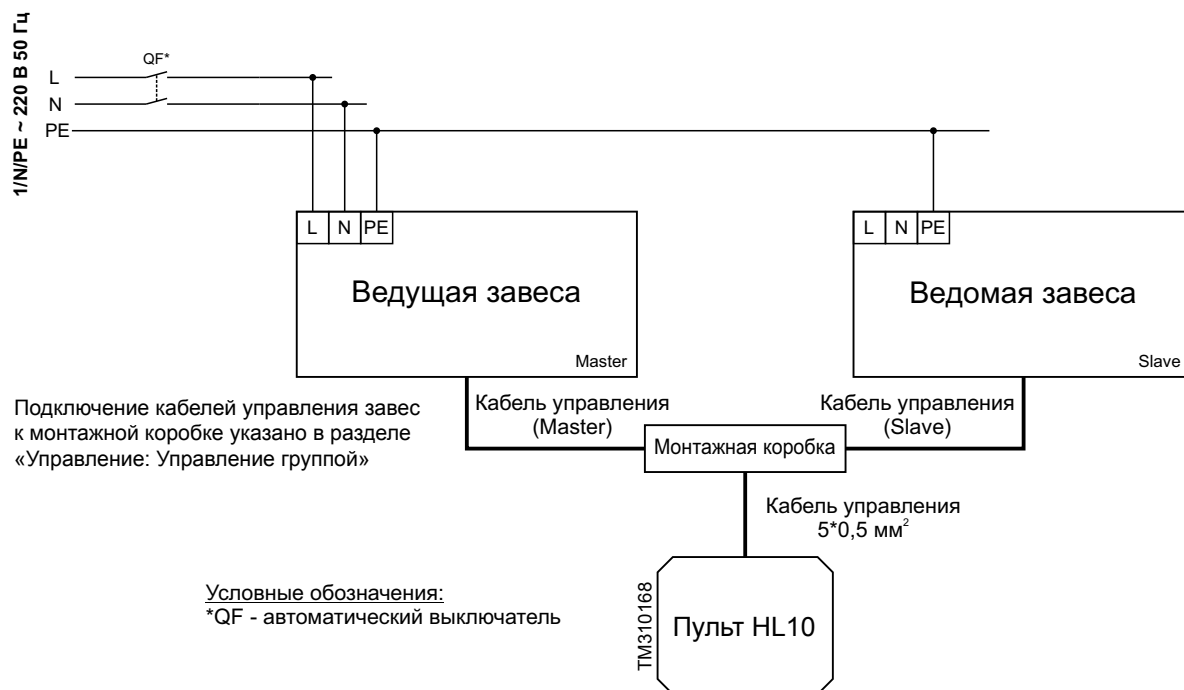 1/N/PE ~ 220 В 50 Гц
QF*
L
N
PE
L N PE
Ведущая завеса
Master
L N PE
Ведомая завеса
Slave
Подключение кабелей управления завес
к монтажной коробке указано в разделе
«Управление: Управление группой»
Кабель управления
(Master)
Кабель управления
(Slave)
Монтажная коробка
Кабель управления
5*0,5 мм²
Условные обозначения:
*QF - автоматический выключатель
TM310168
Пульт HL10